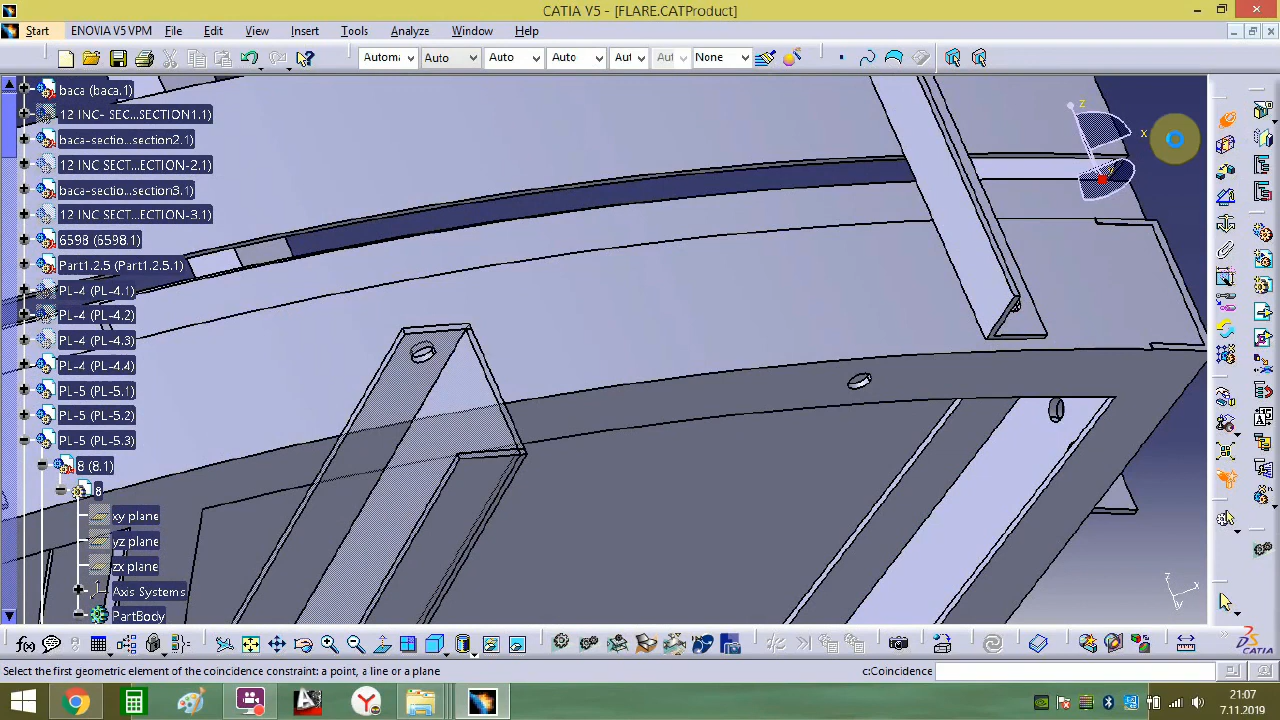 CATIA V5 - [FLARE.CATProduct]
Start ENOVIA V5 VPM File Edit View Insert Tools Analyze Window Help
Automa Auto Auto Auto Aut Aut None
baca (baca.1)
12 INC- SEC...SECTION1.1)
baca-sectio...section2.1)
12 INC SECT...ECTION-2.1)
baca-sectio...section3.1)
12 INC SECT...ECTION-3.1)
6598 (6598.1)
Part1.2.5 (Part1.2.5.1)
PL-4 (PL-4.1)
PL-4 (PL-4.2)
PL-4 (PL-4.3)
PL-4 (PL-4.4)
PL-5 (PL-5.1)
PL-5 (PL-5.2)
PL-5 (PL-5.3)
8 (8.1)
8
xy plane
yz plane
zx plane
Axis Systems
PartBody
z
x
z
x
y
CATIA
Select the first geometric element of the coincidence constraint: a point, a line or a plane
c:Coincidence
21:07
7.11.2019